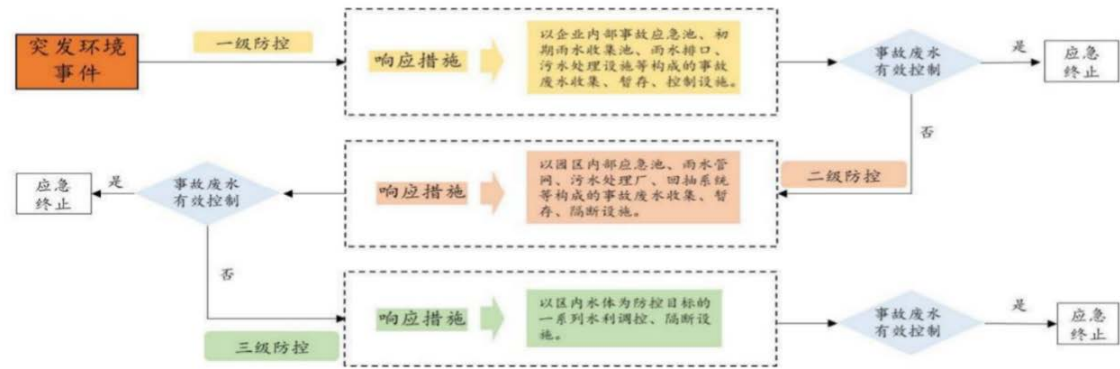 突发环境
事件
一级防控
响应措施
以企业内部事故应急池、初
期雨水收集池、雨水排口、
污水处理设施等构成的事故
废水收集、暂存、控制设施。
事故废水
有效控制
是
应急
终止
否
二级防控
响应措施
以园区内部应急池、雨水管
网、污水处理厂、回抽系统
等构成的事故废水收集、暂
存、隔断设施。
事故废水
有效控制
是
应急
终止
否
三级防控
响应措施
以区内水体为防控目标的
一系列水利调控、隔断设
施。
事故废水
有效控制
是
应急
终止